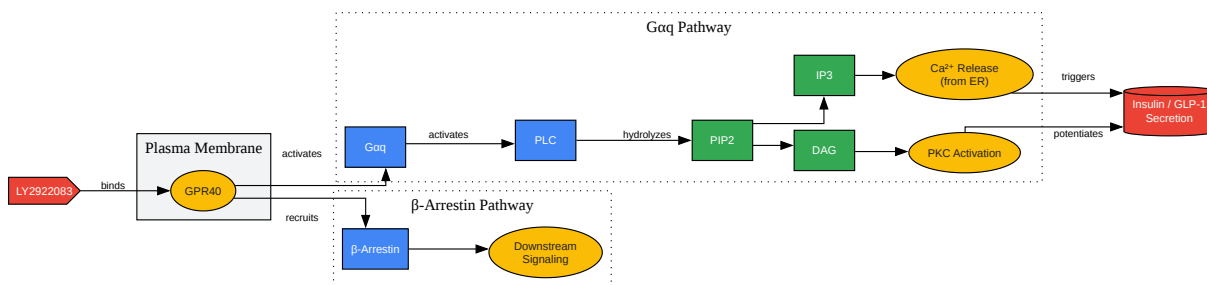 Gαq Pathway
IP3
Ca²⁺ Release
(from ER)
triggers
Insulin / GLP-1
Secretion
Plasma Membrane
activates
Gαq
activates
PLC
hydrolyzes
PIP2
DAG
PKC Activation
potentiates
LY2922083
binds
GPR40
recruits
β-Arrestin Pathway
β-Arrestin
Downstream
Signaling